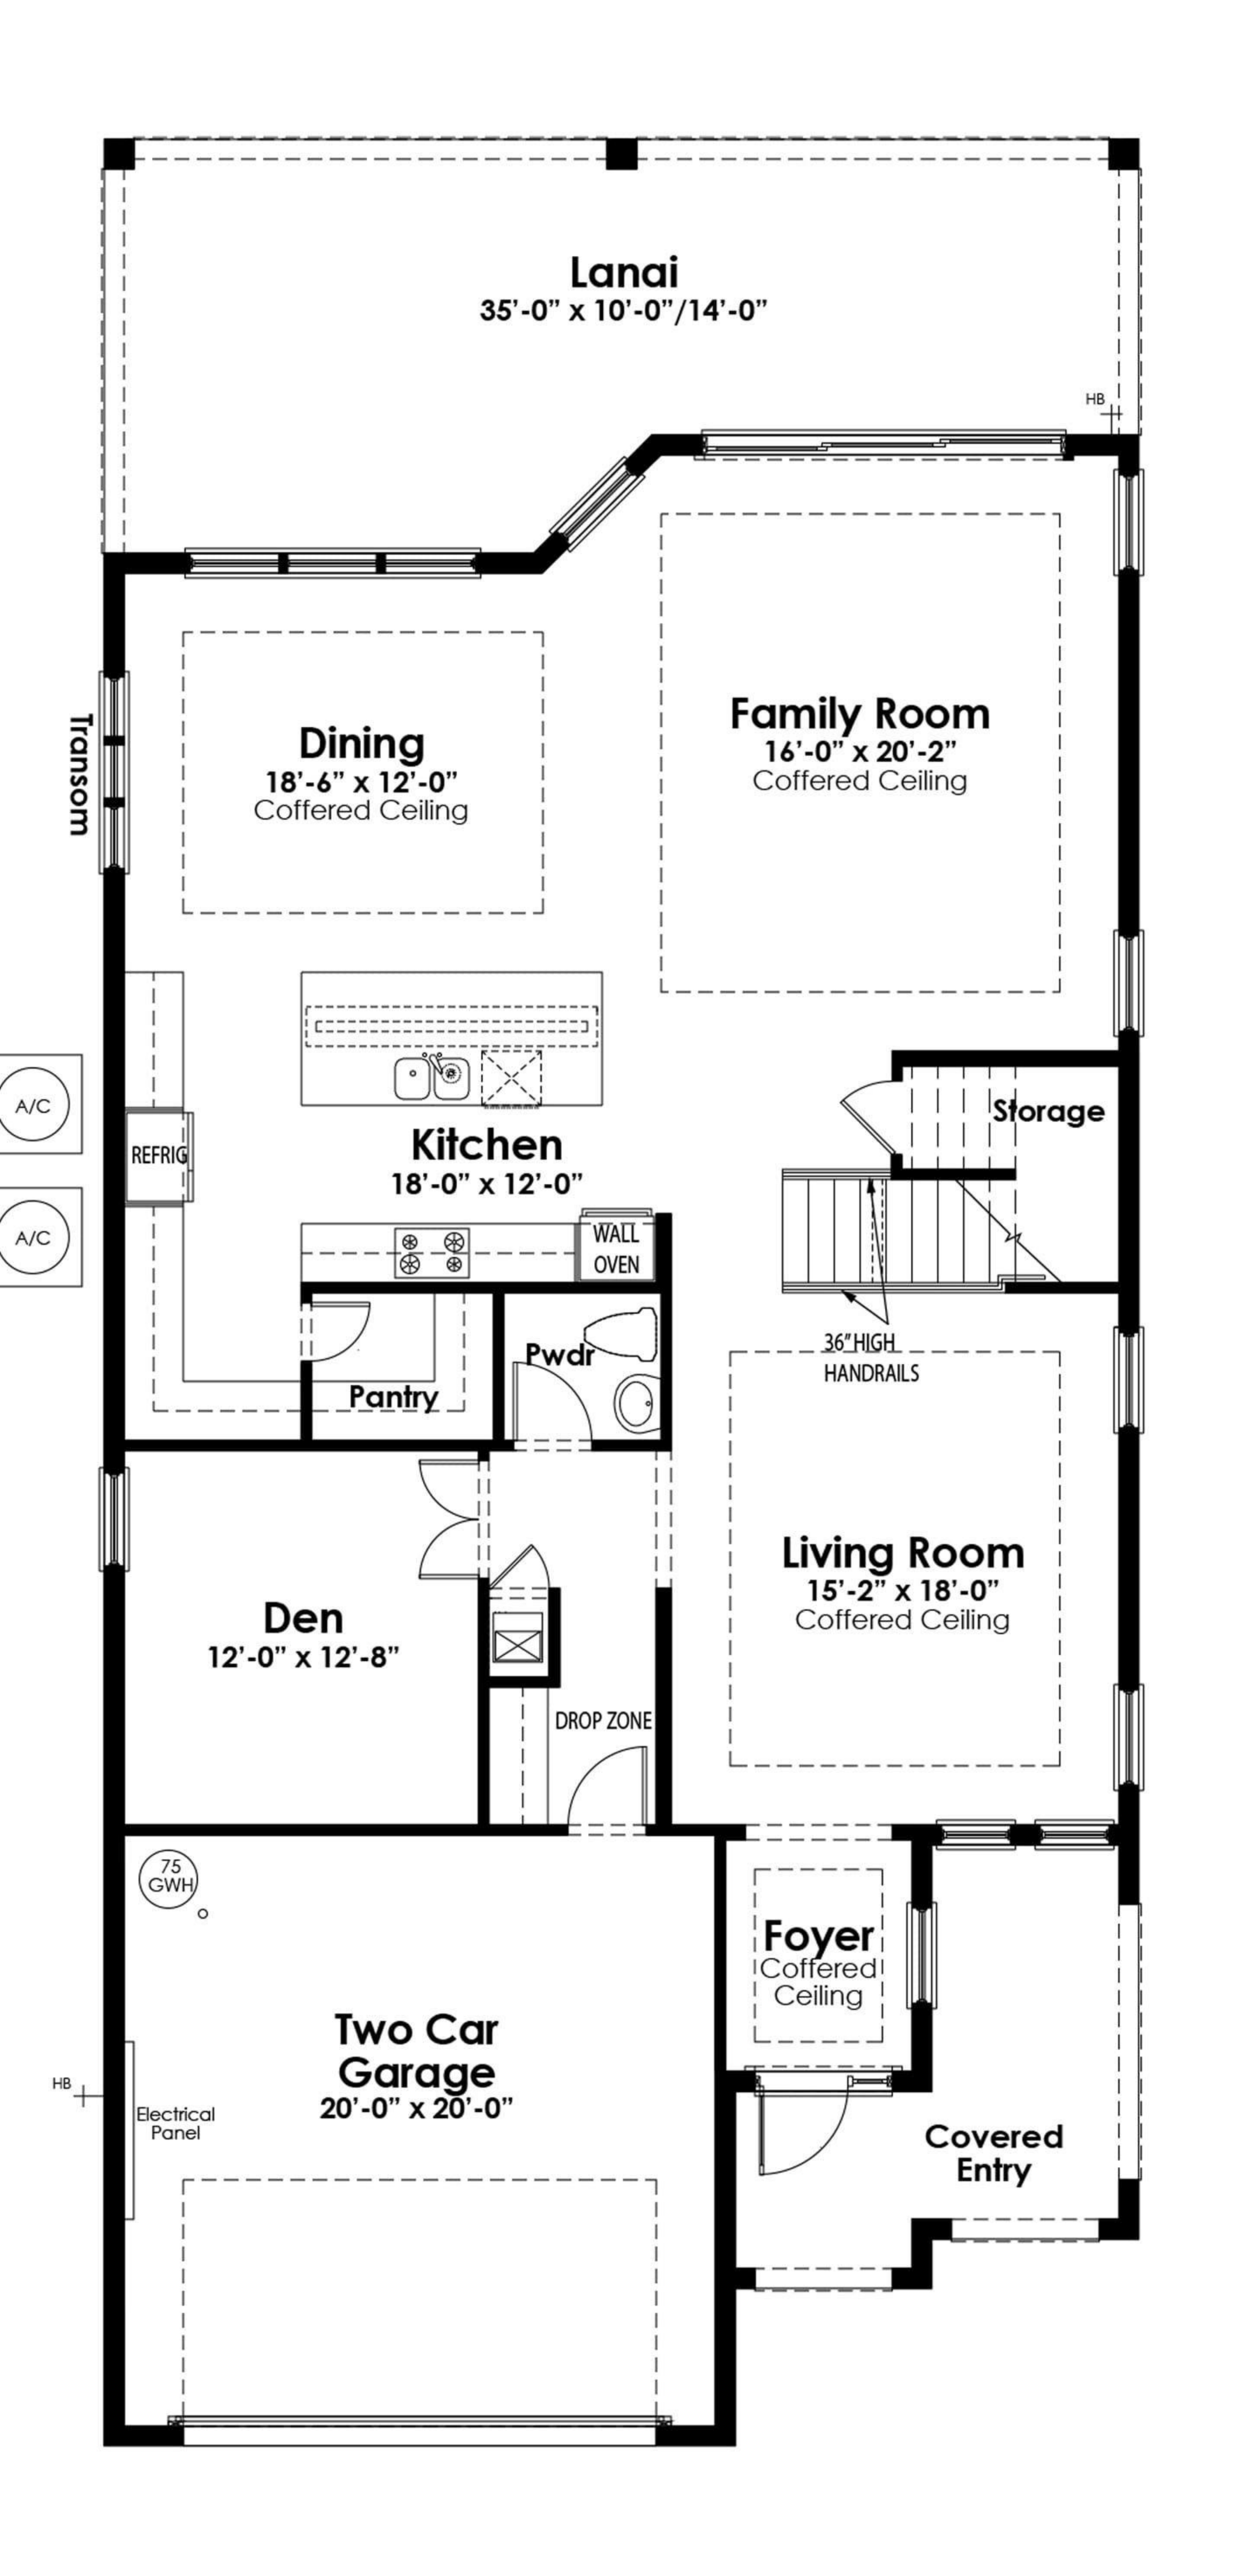 Lanai
35’-0” x 10’-0”/14’-0”
HB
Family Room
16’-0” x 20’-2”
Coffered Ceiling
Transom
Dining
18’-6” x 12’-0”
Coffered Ceiling
A/C
A/C
REFRIG
Kitchen
18’-0” x 12’-0”
Storage
WALL
OVEN
36” HIGH
HANDRAILS
Pwdr
Pantry
Living Room
15’-2” x 18’-0”
Coffered Ceiling
Den
12’-0” x 12’-8”
DROP ZONE
75
GWH
Foyer
Coffered
Ceiling
Two Car
Garage
20’-0” x 20’-0”
HB
Electrical
Panel
Covered
Entry